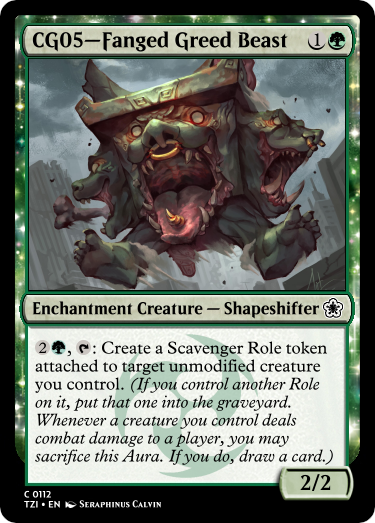 CG05—Fanged Greed Beast 1
Enchantment Creature — Shapeshifter
2, : Create a Scavenger Role token
attached to target unmodified creature
you control. (If you control another Role
on it, put that one into the graveyard.
Whenever a creature you control deals
combat damage to a player, you may
sacrifice this Aura. If you do, draw a card.)
2/2
C 0112
TZI • EN Seraphinus Calvin